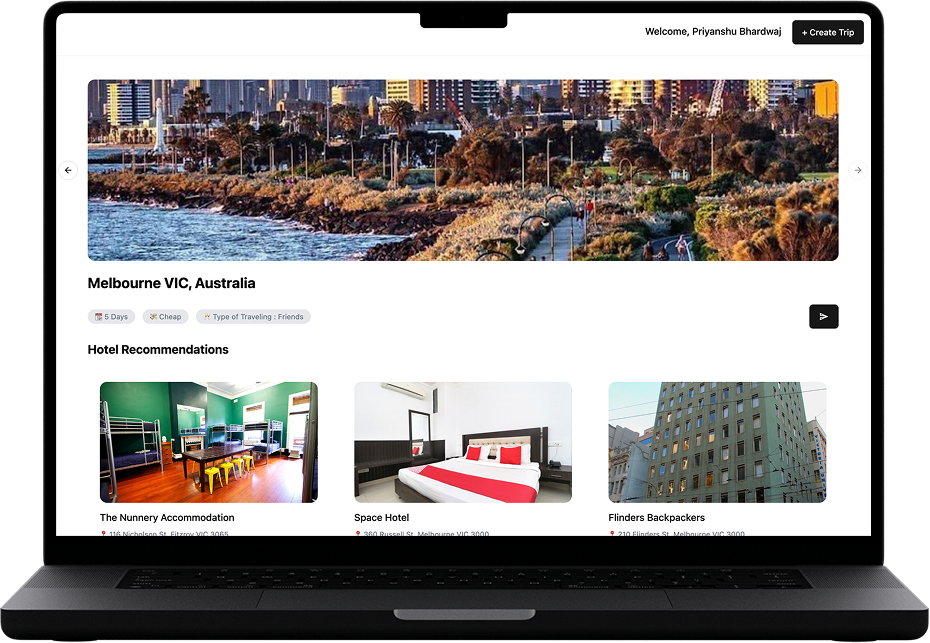 Welcome, Priyanshu Bhardwaj
+ Create Trip
Melbourne VIC, Australia
📆 5 Days
💸 Cheap
🥂 Type of Traveling : Friends
Hotel Recommendations
The Nunnery Accommodation
Space Hotel
Flinders Backpackers
📍 116 Nicholson St, Fitzroy VIC 3065
📍 360 Russell St, Melbourne VIC 3000
📍 210 Flinders St, Melbourne VIC 3000